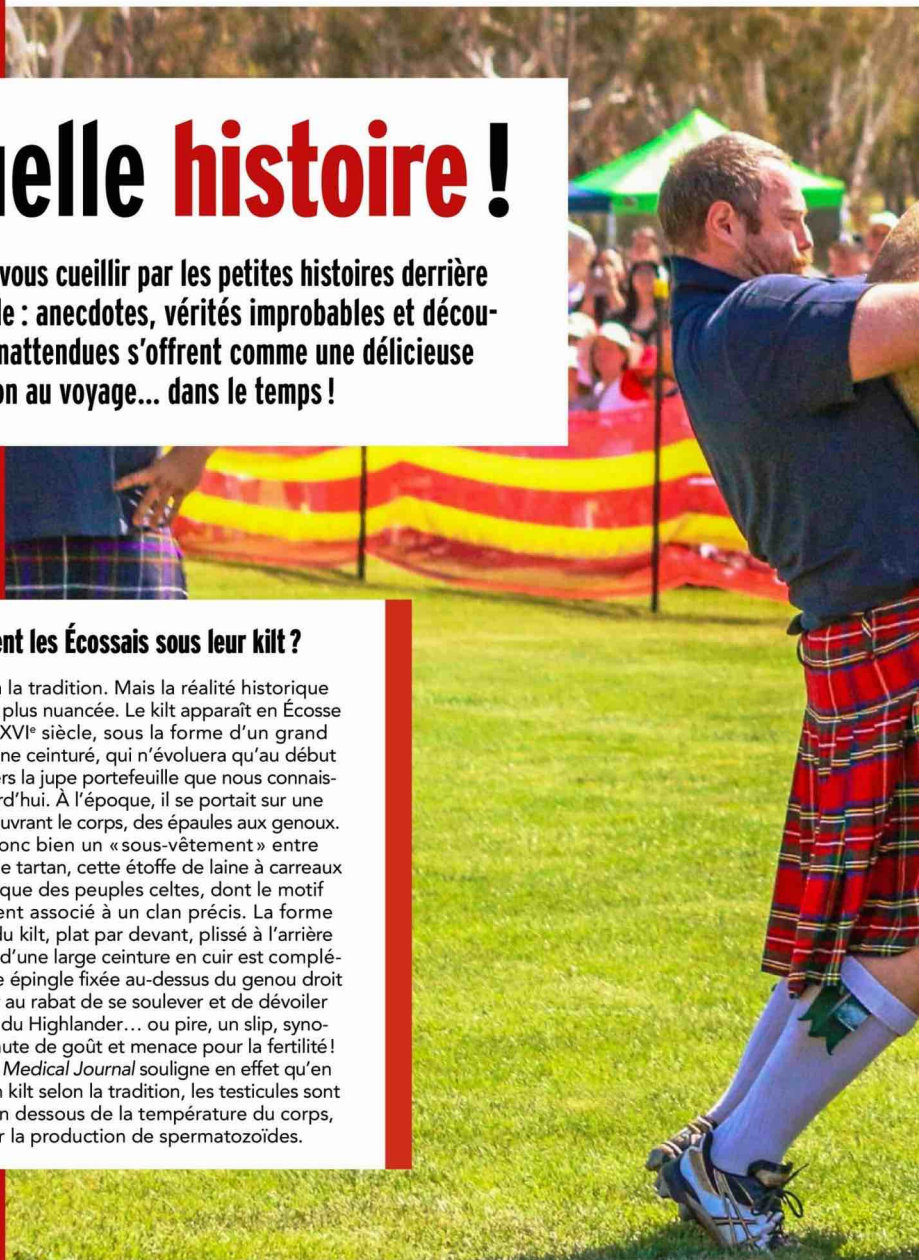 uelle histoire !
vous cueillir par les petites histoires derrière
le : anecdotes, vérités improbables et décou-
nattendues s’offrent comme une délicieuse
on au voyage... dans le temps !
ent les Écossais sous leur kilt ?
la tradition. Mais la réalité historique
plus nuancée. Le kilt apparaît en Écosse
XVIe siècle, sous la forme d’un grand
ne ceinturé, qui n’évoluera qu’au début
ers la jupe portefeuille que nous connais-
rd’hui. À l’époque, il se portait sur une
uvrant le corps, des épaules aux genoux.
onc bien un « sous-vêtement » entre
e tartan, cette étoffe de laine à carreaux
que des peuples celtes, dont le motif
ent associé à un clan précis. La forme
du kilt, plat par devant, plissé à l’arrière
d’une large ceinture en cuir est complé-
e épingle fixée au-dessus du genou droit
au rabat de se soulever et de dévoiler
du Highlander… ou pire, un slip, syno-
aute de goût et menace pour la fertilité !
Medical Journal souligne en effet qu’en
kilt selon la tradition, les testicules sont
n dessous de la température du corps,
r la production de spermatozoïdes.